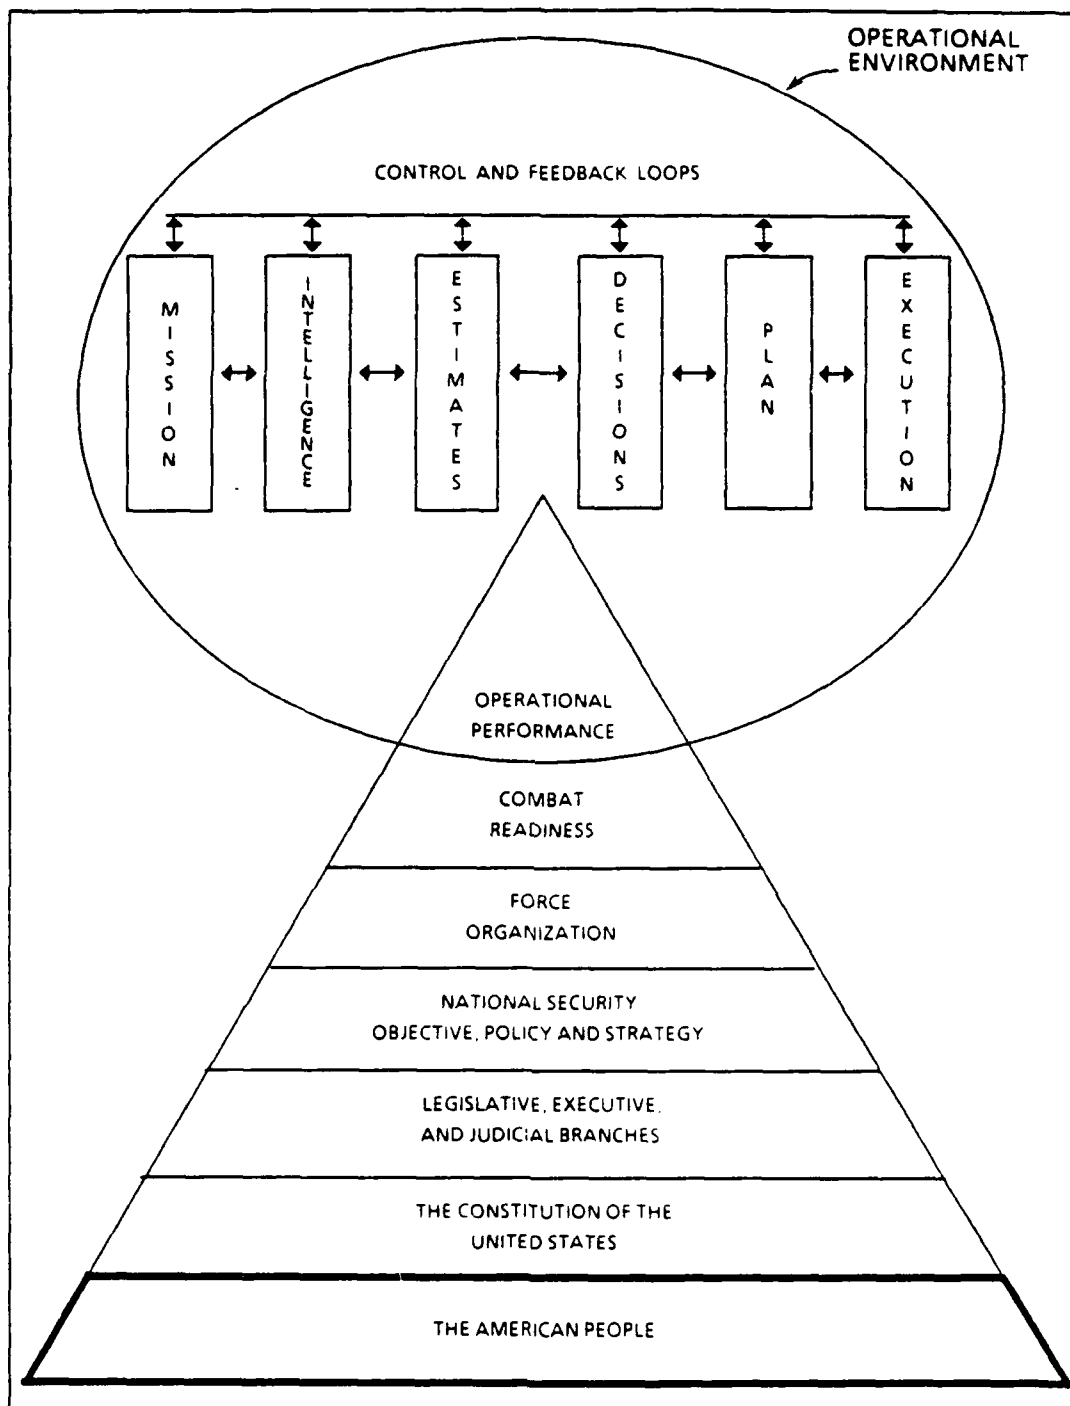 OPERATIONAL
ENVIRONMENT
CONTROL AND FEEDBACK LOOPS
MISSION
INTELLIGENCE
ESTIMATES
DECISIONS
PLAN
EXECUTION
OPERATIONAL
PERFORMANCE
COMBAT
READINESS
FORCE
ORGANIZATION
NATIONAL SECURITY
OBJECTIVE, POLICY AND STRATEGY
LEGISLATIVE, EXECUTIVE,
AND JUDICIAL BRANCHES
THE CONSTITUTION OF THE
UNITED STATES
THE AMERICAN PEOPLE